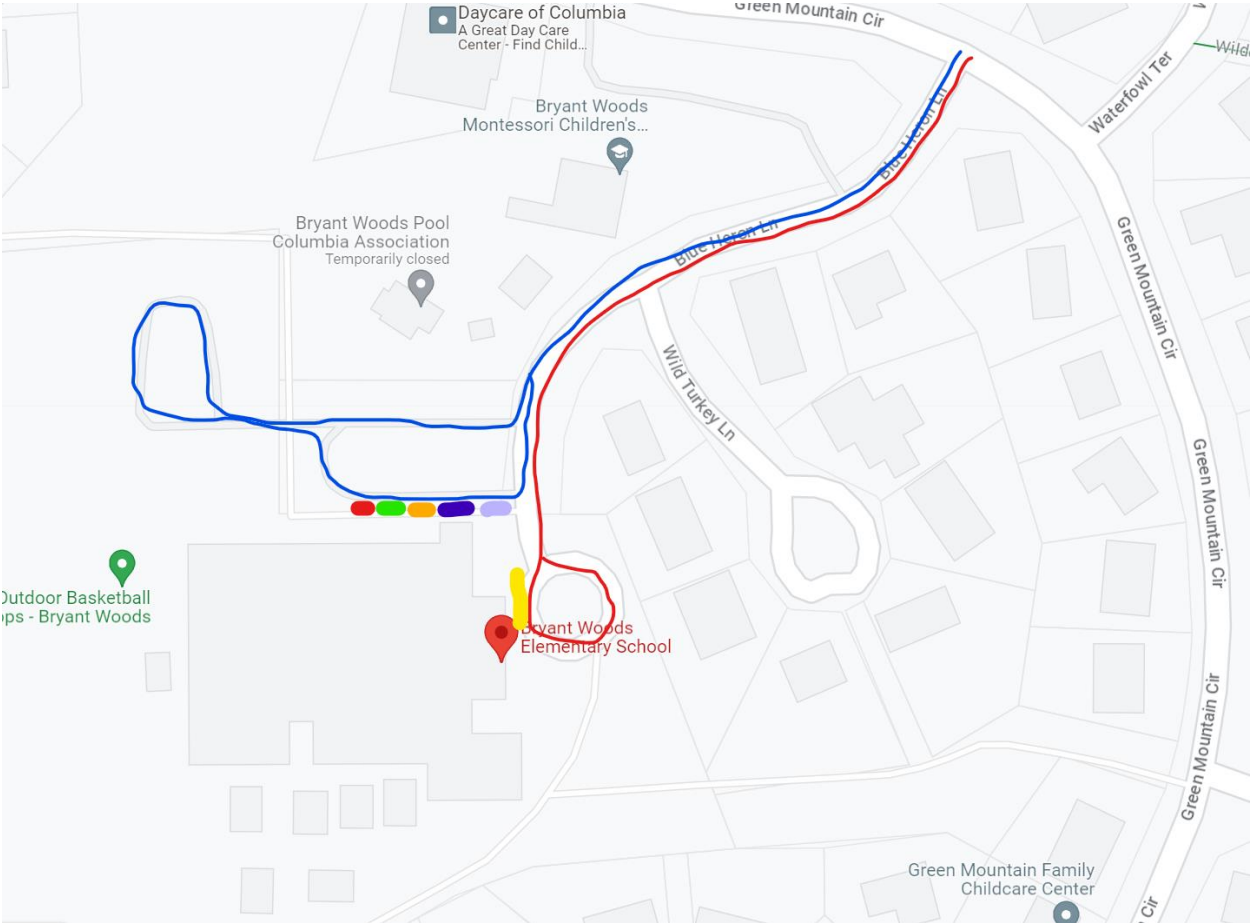 Daycare of Columbia
A Great Day Care
Center - Find Child...
Green Mountain Cir
Waterfowl Ter
Bryant Woods
Montessori Children's...
Blue Heron Ln
Bryant Woods Pool
Columbia Association
Temporarily closed
Blue Heron Ln
Green Mountain Cir
Wild Turkey Ln
Green Mountain Cir
Outdoor Basketball
ops - Bryant Woods
Bryant Woods
Elementary School
Green Mountain Cir
Green Mountain Family
Childcare Center
Cir